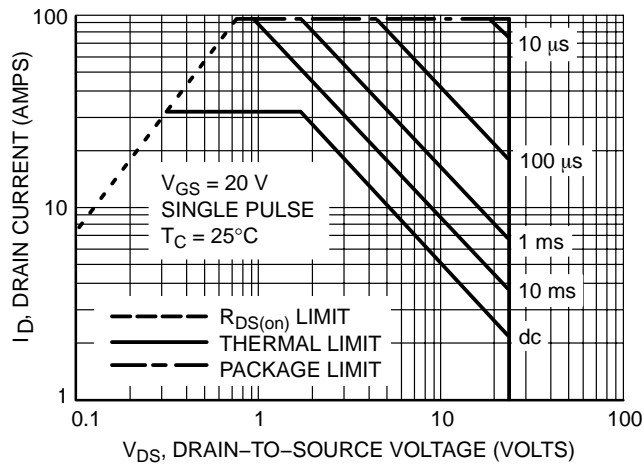 100
10
1
I_D, DRAIN CURRENT (AMPS)
10 µs
100 µs
1 ms
10 ms
dc
V_GS = 20 V
SINGLE PULSE
T_C = 25°C
R_DS(on) LIMIT
THERMAL LIMIT
PACKAGE LIMIT
0.1
1
10
100
V_DS, DRAIN−TO−SOURCE VOLTAGE (VOLTS)